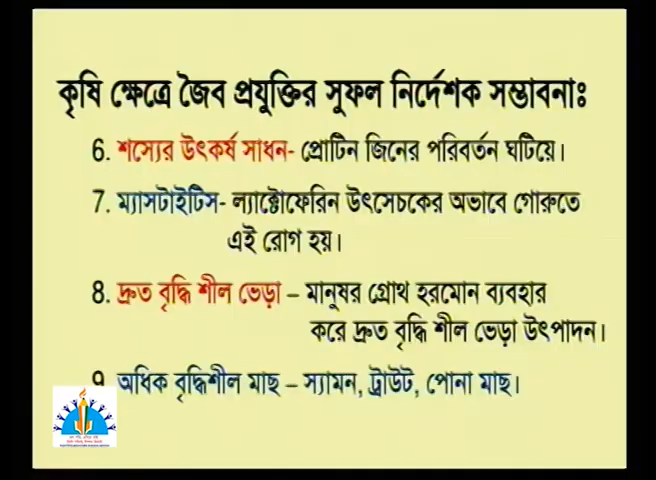 কৃষি ক্ষেত্রে জৈব প্রযুক্তির সুফল নির্দেশক সম্ভাবনাঃ
6. শস্যের উৎকর্ষ সাধন- প্রোটিন জিনের পরিবর্তন ঘটিয়ে।
7. ম্যাসটাইটিস- ল্যাক্টোফেরিন উৎসেচকের অভাবে গোরুতে
এই রোগ হয়।
8. দ্রুত বৃদ্ধি শীল ভেড়া – মানুষর গ্রোথ হরমোন ব্যবহার
করে দ্রুত বৃদ্ধি শীল ভেড়া উৎপাদন।
9. অধিক বৃদ্ধিশীল মাছ – স্যামন, ট্রাউট, পোনা মাছ।